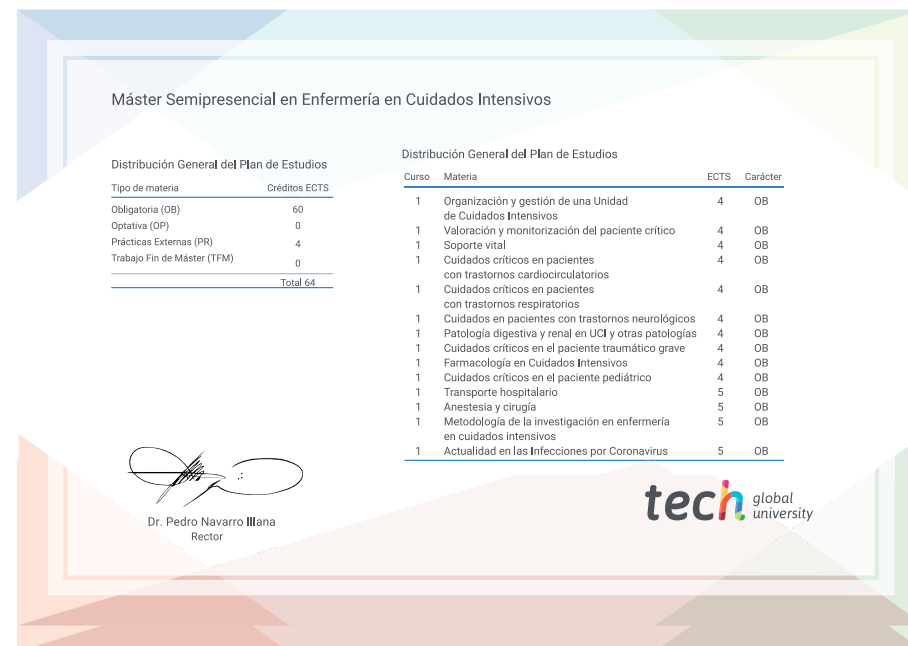 Máster Semipresencial en Enfermería en Cuidados Intensivos
Distribución General del Plan de Estudios
Tipo de materia Créditos ECTS
Obligatoria (OB) 60
Optativa (OP) 0
Prácticas Externas (PR) 4
Trabajo Fin de Máster (TFM) 0
Total 64
Distribución General del Plan de Estudios
Curso Materia ECTS Carácter
1 Organización y gestión de una Unidad 4 OB
de Cuidados Intensivos
1 Valoración y monitorización del paciente crítico 4 OB
1 Soporte vital 4 OB
1 Cuidados críticos en pacientes 4 OB
con trastornos cardiocirculatorios
1 Cuidados críticos en pacientes 4 OB
con trastornos respiratorios
1 Cuidados en pacientes con trastornos neurológicos 4 OB
1 Patología digestiva y renal en UCI y otras patologías 4 OB
1 Cuidados críticos en el paciente traumático grave 4 OB
1 Farmacología en Cuidados Intensivos 4 OB
1 Cuidados críticos en el paciente pediátrico 4 OB
1 Transporte hospitalario 5 OB
1 Anestesia y cirugía 5 OB
1 Metodología de la investigación en enfermería 5 OB
en cuidados intensivos
1 Actualidad en las Infecciones por Coronavirus 5 OB
Dr. Pedro Navarro Illana
Rector
tech global
university